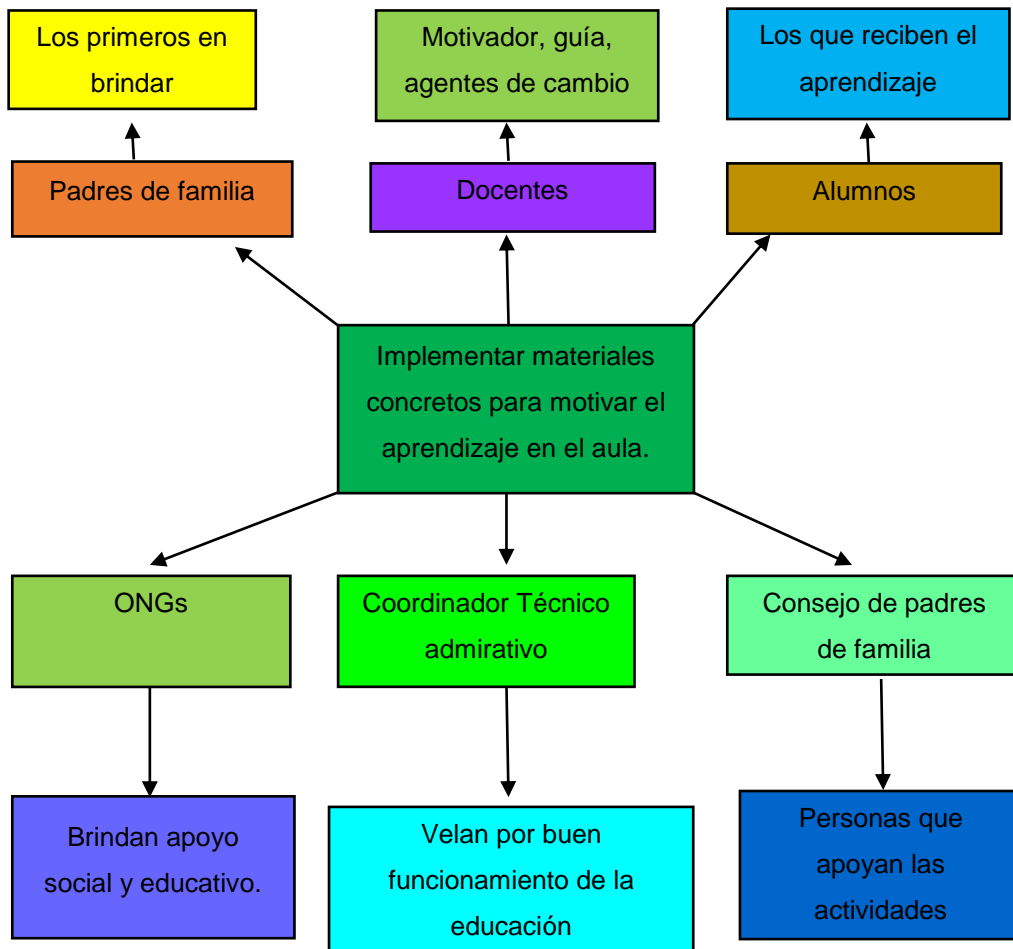 Los primeros en
brindar
Motivador, guía,
agentes de cambio
Los que reciben el
aprendizaje
Padres de familia
Docentes
Alumnos
Implementar materiales
concretos para motivar el
aprendizaje en el aula.
ONGs
Coordinador Técnico
admirativo
Consejo de padres
de familia
Brindan apoyo
social y educativo.
Velan por buen
funcionamiento de la
educación
Personas que
apoyan las
actividades